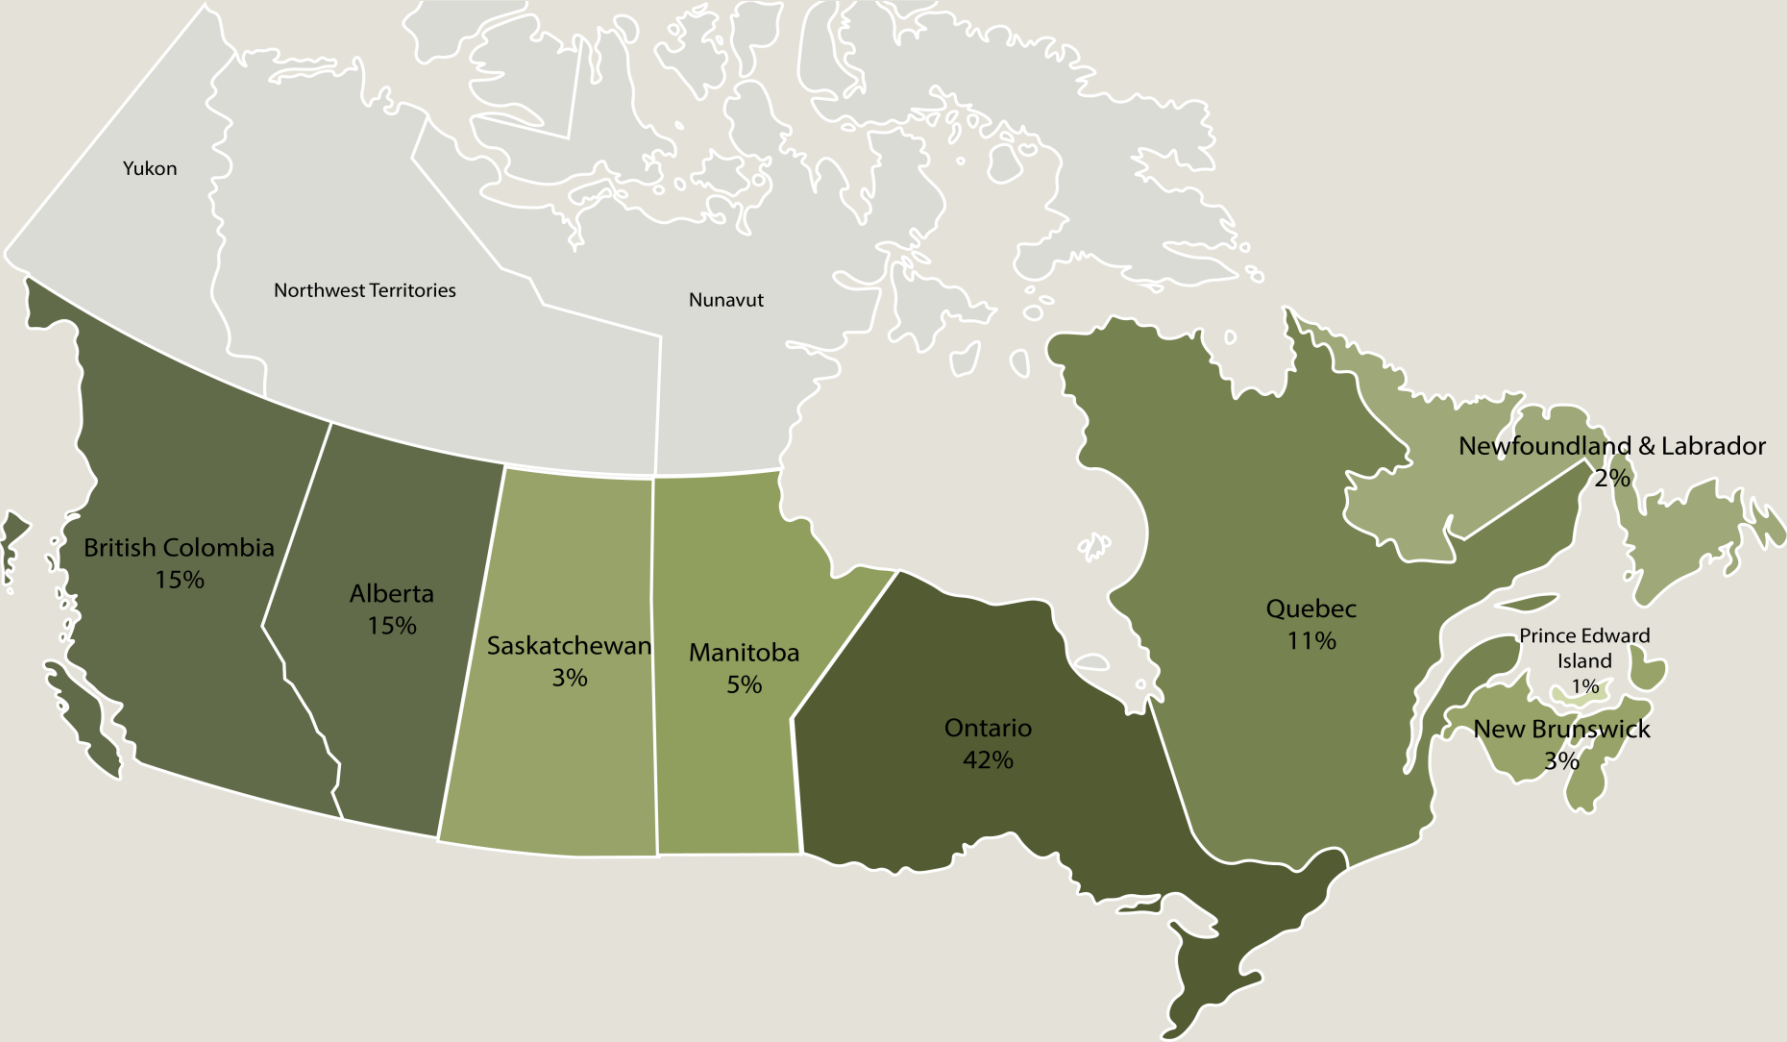 Yukon
Northwest Territories
Nunavut
British Colombia
15%
Alberta
15%
Saskatchewan
3%
Manitoba
5%
Ontario
42%
Quebec
11%
Newfoundland & Labrador
2%
Prince Edward
Island
1%
New Brunswick
3%